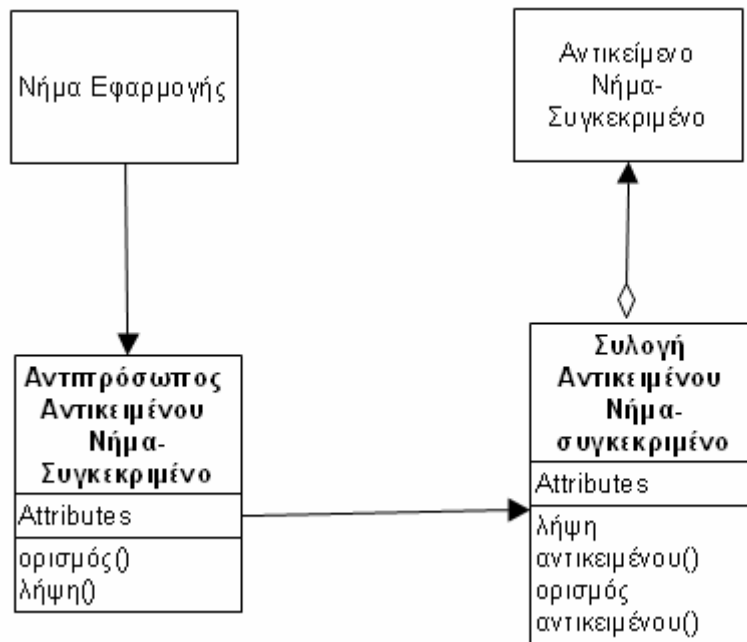 Νήμα Εφαρμογής
Αντικείμενο
Νήμα-
Συγκεκριμένο
Αντιπρόσωπος
Αντικειμένου
Νήμα-
Συγκεκριμένο
Attributes
ορισμός()
λήψη()
Συλογή
Αντικειμένου
Νήμα-
συγκεκριμένο
Attributes
λήψη
αντικειμένου()
ορισμός
αντικειμένου()